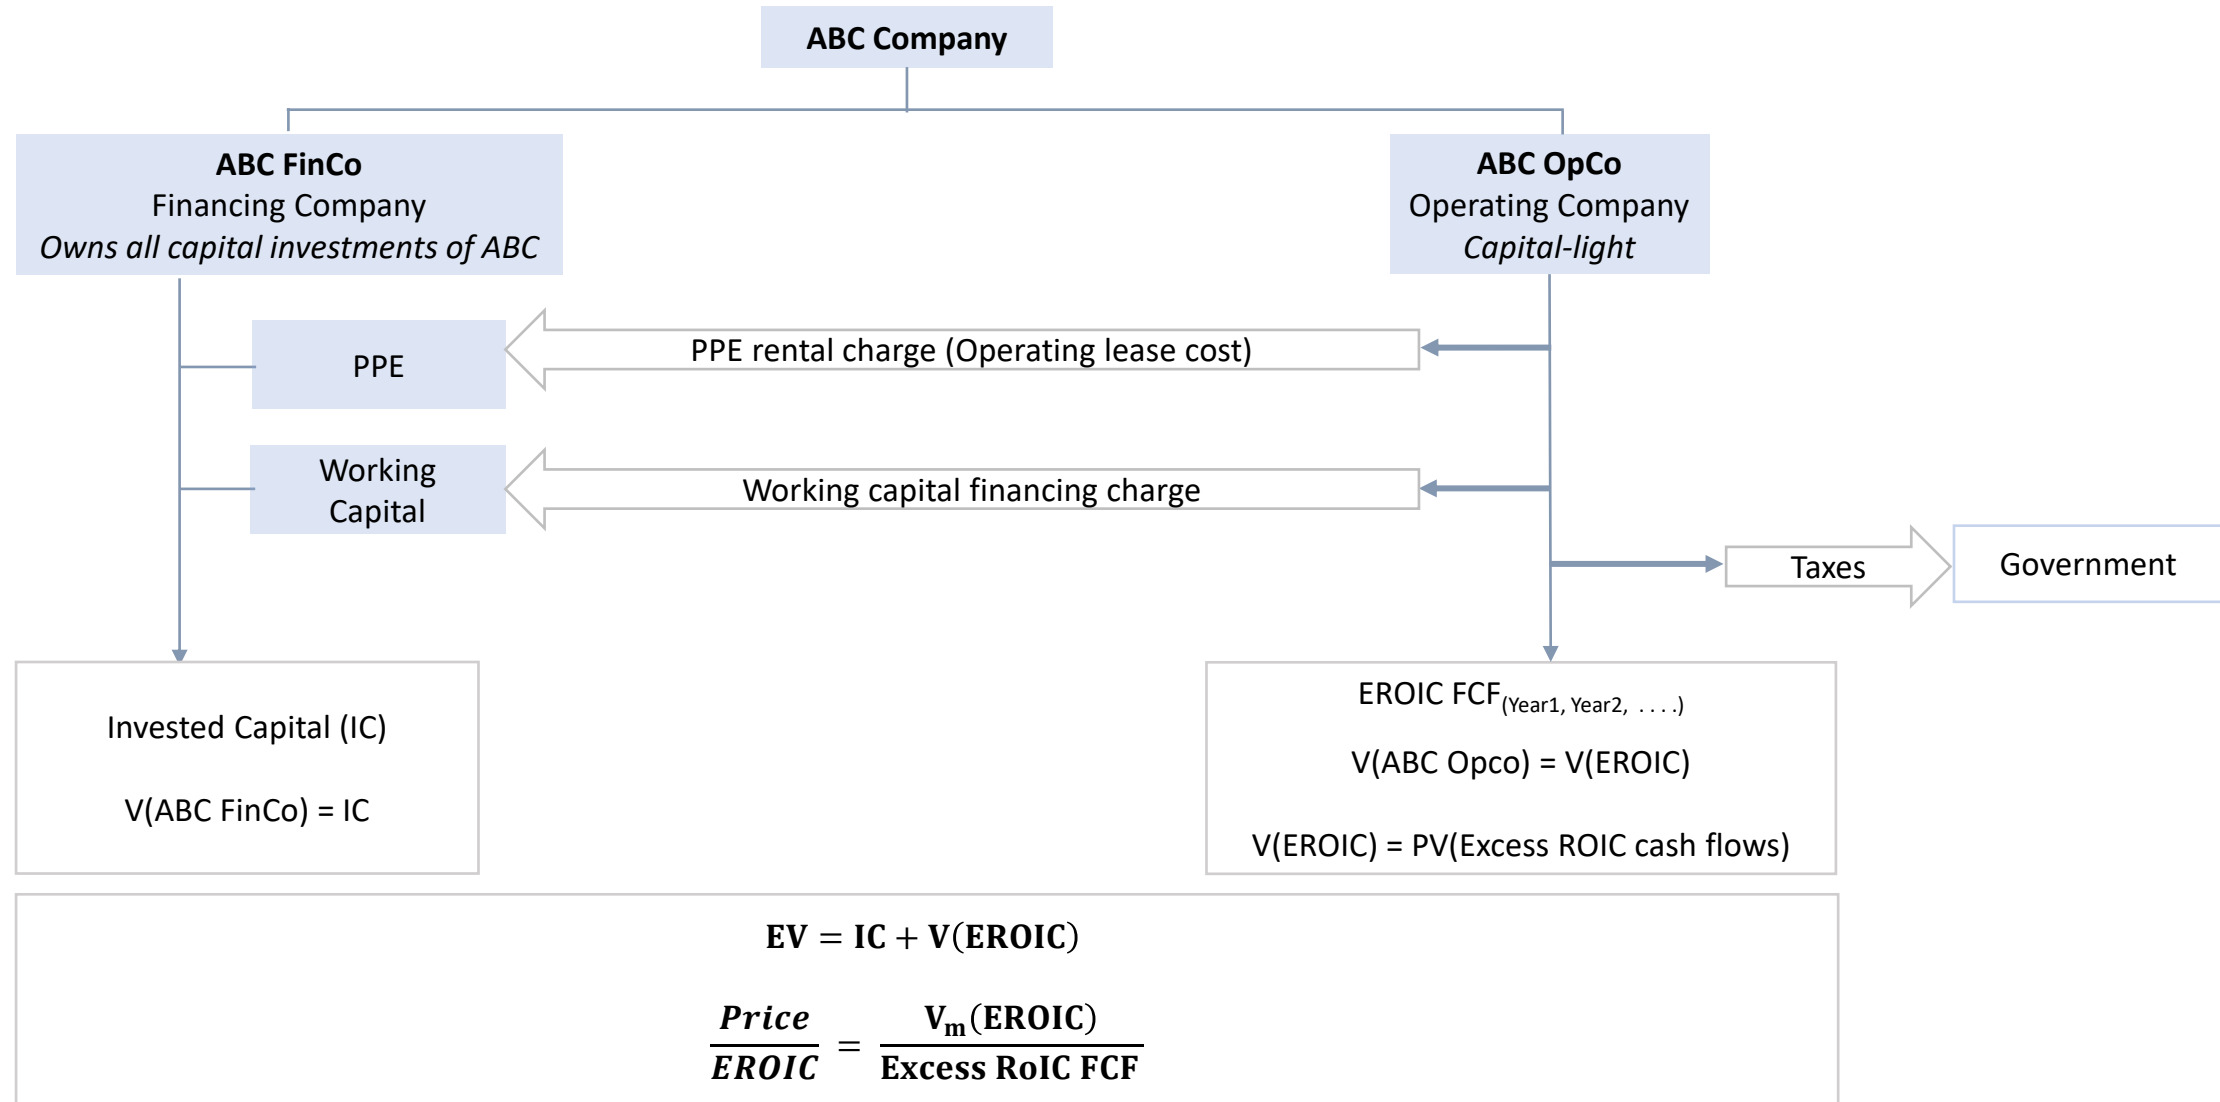 ABC Company
ABC FinCo
Financing Company
Owns all capital investments of ABC
ABC OpCo
Operating Company
Capital-light
PPE
PPE rental charge (Operating lease cost)
Working
Capital
Working capital financing charge
Taxes
Government
Invested Capital (IC)
V(ABC FinCo) = IC
EROIC FCF(Year1, Year2, . . . .)
V(ABC Opco) = V(EROIC)
V(EROIC) = PV(Excess ROIC cash flows)
EV = IC + V(EROIC)
Price / EROIC = Vm(EROIC) / Excess RoIC FCF